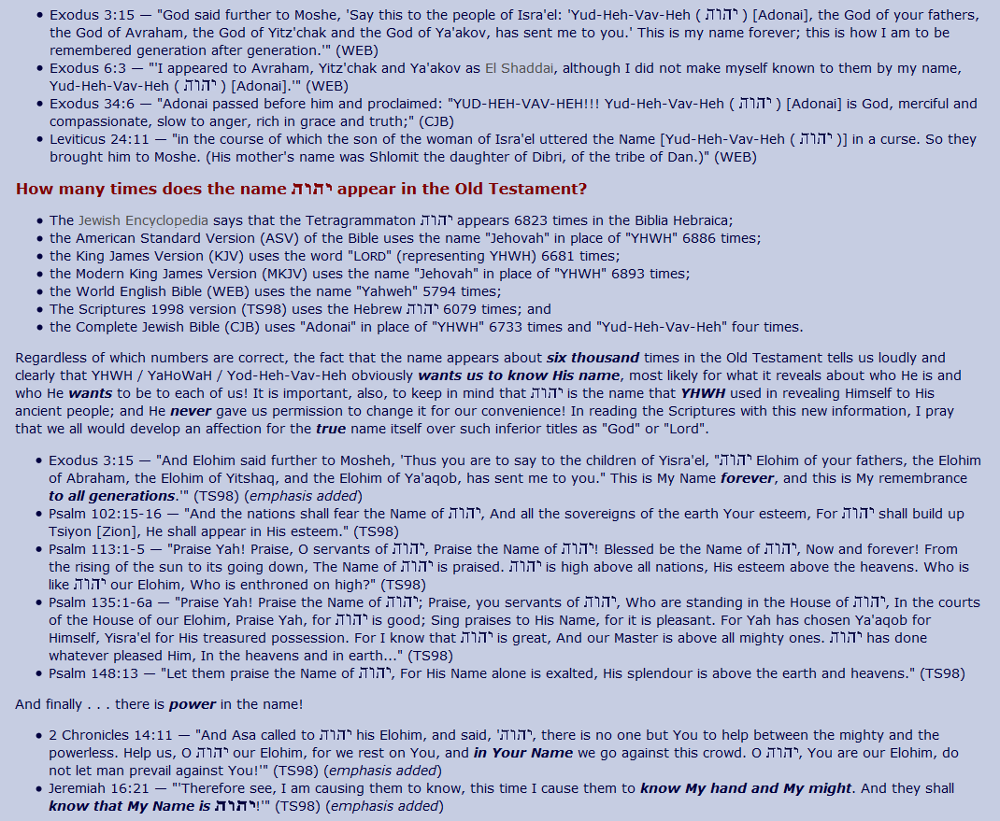 • Exodus 3:15 — "God said further to Moshe, 'Say this to the people of Isra'el: 'Yud-Heh-Vav-Heh ( יהוה ) [Adonai], the God of your fathers,
the God of Avraham, the God of Yitz'chak and the God of Ya'akov, has sent me to you.' This is my name forever; this is how I am to be
remembered generation after generation.'" (WEB)
• Exodus 6:3 — "'I appeared to Avraham, Yitz'chak and Ya'akov as El Shaddai, although I did not make myself known to them by my name,
Yud-Heh-Vav-Heh ( יהוה ) [Adonai].'" (WEB)
• Exodus 34:6 — "Adonai passed before him and proclaimed: "YUD-HEH-VAV-HEH!!! Yud-Heh-Vav-Heh ( יהוה ) [Adonai] is God, merciful and
compassionate, slow to anger, rich in grace and truth;" (CJB)
• Leviticus 24:11 — "in the course of which the son of the woman of Isra'el uttered the Name [Yud-Heh-Vav-Heh ( יהוה )] in a curse. So they
brought him to Moshe. (His mother's name was Shlomit the daughter of Dibri, of the tribe of Dan.)" (WEB)
How many times does the name יהוה appear in the Old Testament?
• The Jewish Encyclopedia says that the Tetragrammaton יהוה appears 6823 times in the Biblia Hebraica;
• the American Standard Version (ASV) of the Bible uses the name "Jehovah" in place of "YHWH" 6886 times;
• the King James Version (KJV) uses the word "LORD" (representing YHWH) 6681 times;
• the Modern King James Version (MKJV) uses the name "Jehovah" in place of "YHWH" 6893 times;
• the World English Bible (WEB) uses the name "Yahweh" 5794 times;
• The Scriptures 1998 version (TS98) uses the Hebrew יהוה 6079 times; and
• the Complete Jewish Bible (CJB) uses "Adonai" in place of "YHWH" 6733 times and "Yud-Heh-Vav-Heh" four times.
Regardless of which numbers are correct, the fact that the name appears about six thousand times in the Old Testament tells us loudly and
clearly that YHWH / YaHoWaH / Yod-Heh-Vav-Heh obviously wants us to know His name, most likely for what it reveals about who He is and
who He wants to be to each of us! It is important, also, to keep in mind that יהוה is the name that YHWH used in revealing Himself to His
ancient people; and He never gave us permission to change it for our convenience! In reading the Scriptures with this new information, I pray
that we all would develop an affection for the true name itself over such inferior titles as "God" or "Lord".
• Exodus 3:15 — "And Elohim said further to Mosheh, 'Thus you are to say to the children of Yisra'el, "יהוה Elohim of your fathers, the Elohim
of Abraham, the Elohim of Yitshaq, and the Elohim of Ya'aqob, has sent me to you." This is My Name forever, and this is My remembrance
to all generations.'" (TS98) (emphasis added)
• Psalm 102:15-16 — "And the nations shall fear the Name of יהוה, And all the sovereigns of the earth Your esteem, For יהוה shall build up
Tsiyon [Zion], He shall appear in His esteem." (TS98)
• Psalm 113:1-5 — "Praise Yah! Praise, O servants of יהוה, Praise the Name of יהוה! Blessed be the Name of יהוה, Now and forever! From
the rising of the sun to its going down, The Name of יהוה is praised. יהוה is high above all nations, His esteem above the heavens. Who is
like יהוה our Elohim, Who is enthroned on high?" (TS98)
• Psalm 135:1-6a — "Praise Yah! Praise the Name of יהוה; Praise, you servants of יהוה, Who are standing in the House of יהוה, In the courts
of the House of our Elohim, Praise Yah, for יהוה is good; Sing praises to His Name, for it is pleasant. For Yah has chosen Ya'aqob for
Himself, Yisra'el for His treasured possession. For I know that יהוה is great, And our Master is above all mighty ones. יהוה has done
whatever pleased Him, In the heavens and in earth..." (TS98)
• Psalm 148:13 — "Let them praise the Name of יהוה, For His Name alone is exalted, His splendour is above the earth and heavens." (TS98)
And finally . . . there is power in the name!
• 2 Chronicles 14:11 — "And Asa called to יהוה his Elohim, and said, 'יהוה, there is no one but You to help between the mighty and the
powerless. Help us, O יהוה our Elohim, for we rest on You, and in Your Name we go against this crowd. O יהוה, You are our Elohim, do
not let man prevail against You!'" (TS98) (emphasis added)
• Jeremiah 16:21 — "'Therefore see, I am causing them to know, this time I cause them to know My hand and My might. And they shall
know that My Name is יהוה!'" (TS98) (emphasis added)